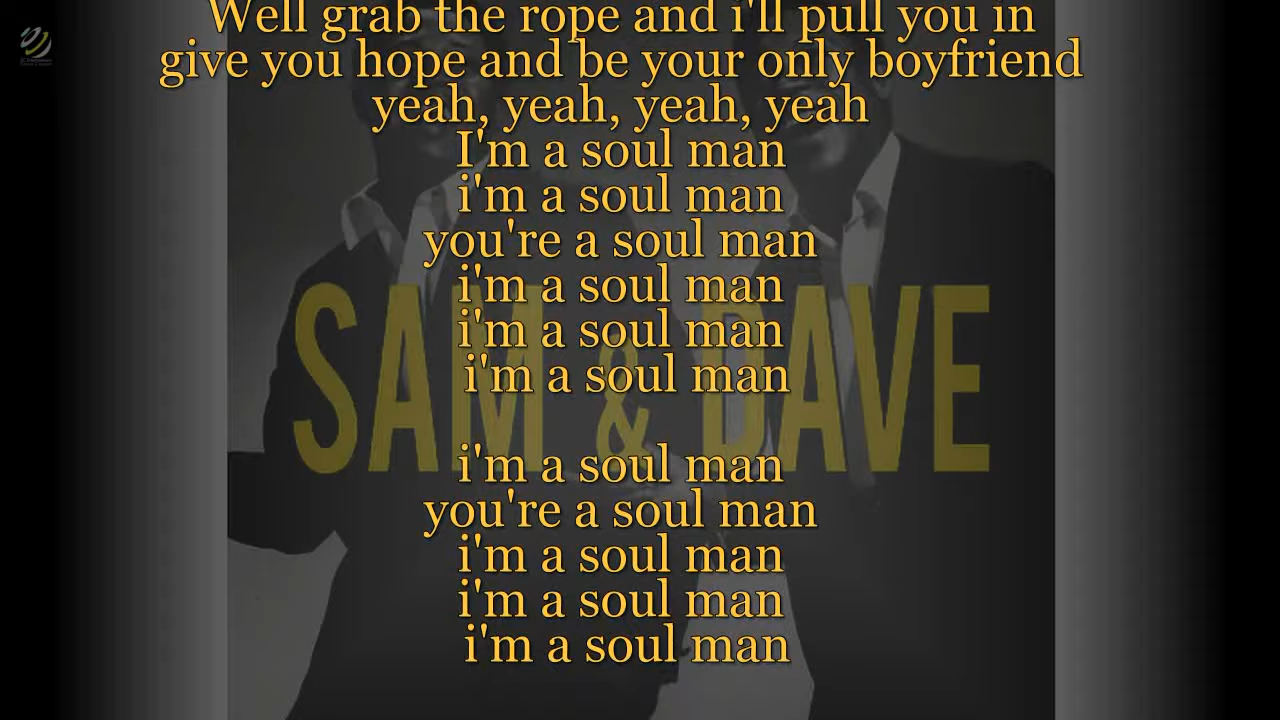 Well grab the rope and i'll pull you in
give you hope and be your only boyfriend
yeah, yeah, yeah, yeah
I'm a soul man
i'm a soul man
you're a soul man
i'm a soul man
i'm a soul man
i'm a soul man
SAM & DAVE
i'm a soul man
you're a soul man
i'm a soul man
i'm a soul man
i'm a soul man